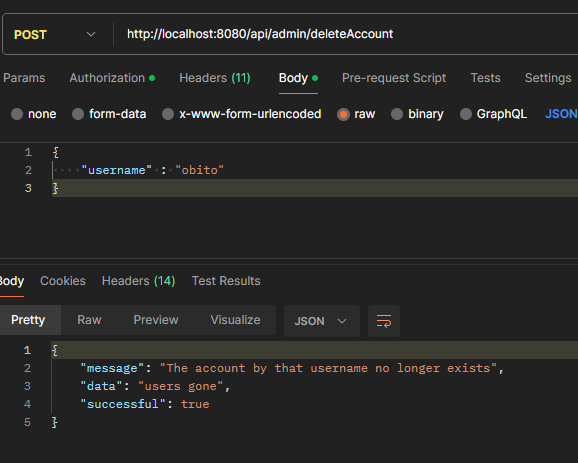 POST http://localhost:8080/api/admin/deleteAccount
Params Authorization Headers (11) Body Pre-request Script Tests Settings
none form-data x-www-form-urlencoded raw binary GraphQL JSON
1 {
2 "username" : "obito"
3 }
Body Cookies Headers (14) Test Results
Pretty Raw Preview Visualize JSON
1 {
2 "message": "The account by that username no longer exists",
3 "data": "users gone",
4 "successful": true
5 }